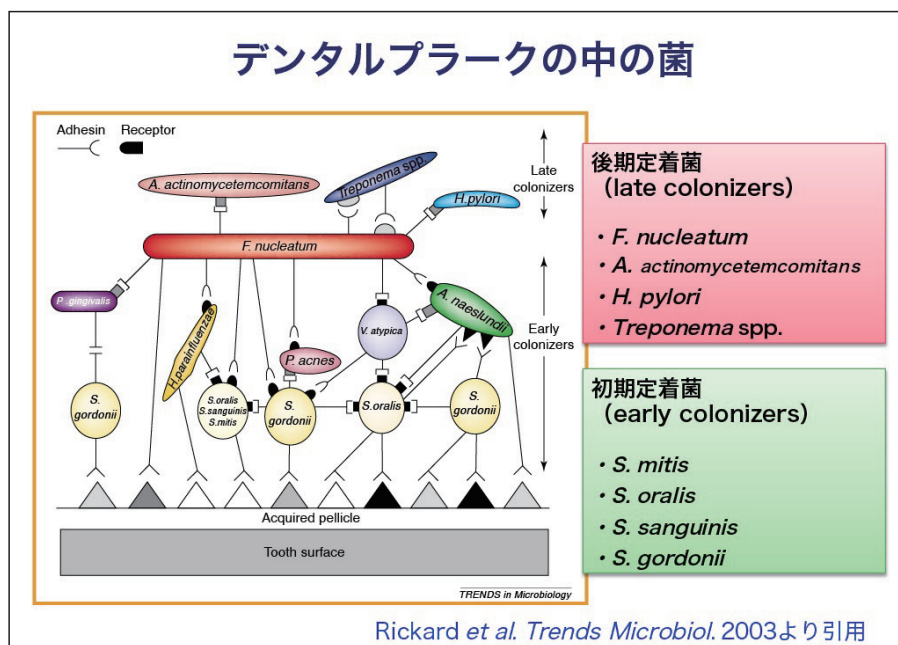 デンタルプラークの中の菌
Adhesin
Receptor
A. actinomycetemcomitans
Treponema spp.
H.pylori
Late
colonizers
F. nucleatum
P. gingivalis
H.parainfluenzae
P. acnes
V. atypica
A. naeslundii
Early
colonizers
S.
gordonii
S.oralis
S.sanguinis
S.mitis
S.
gordonii
S.oralis
S.
gordonii
Acquired pellicle
Tooth surface
TRENDS in Microbiology
後期定着菌
（late colonizers）
・F. nucleatum
・A. actinomycetemcomitans
・H. pylori
・Treponema spp.
初期定着菌
（early colonizers）
・S. mitis
・S. oralis
・S. sanguinis
・S. gordonii
Rickard et al. Trends Microbiol. 2003より引用